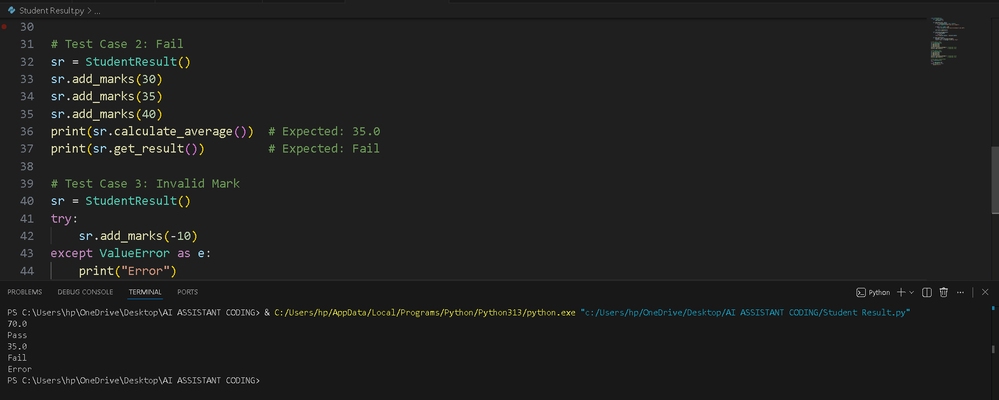 Student Result.py > ...
30
31 # Test Case 2: Fail
32 sr = StudentResult()
33 sr.add_marks(30)
34 sr.add_marks(35)
35 sr.add_marks(40)
36 print(sr.calculate_average())  # Expected: 35.0
37 print(sr.get_result())         # Expected: Fail
38
39 # Test Case 3: Invalid Mark
40 sr = StudentResult()
41 try:
42     sr.add_marks(-10)
43 except ValueError as e:
44     print("Error")
PROBLEMS DEBUG CONSOLE TERMINAL PORTS Python
PS C:\Users\hp\OneDrive\Desktop\AI ASSISTANT CODING> & C:/Users/hp/AppData/Local/Programs/Python/Python313/python.exe "c:/Users/hp/OneDrive/Desktop/AI ASSISTANT CODING/Student Result.py"
70.0
Pass
35.0
Fail
Error
PS C:\Users\hp\OneDrive\Desktop\AI ASSISTANT CODING>